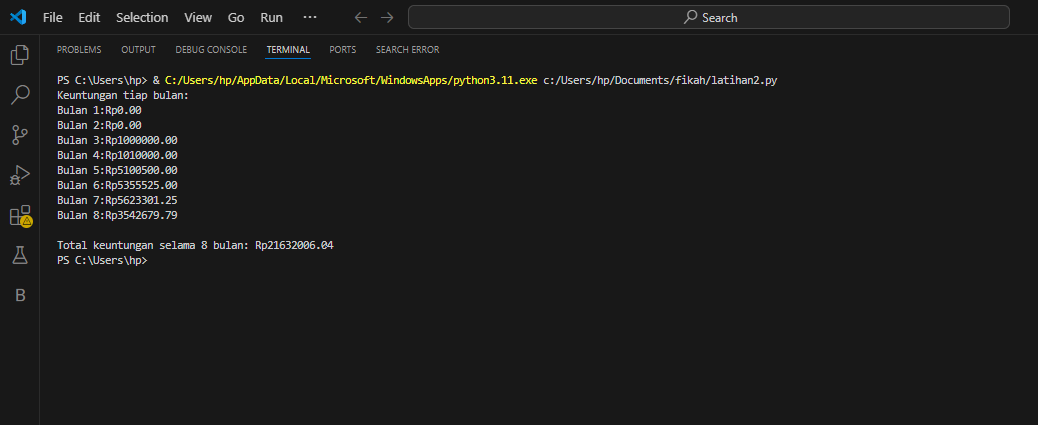 File Edit Selection View Go Run ··· Search
PROBLEMS OUTPUT DEBUG CONSOLE TERMINAL PORTS SEARCH ERROR
PS C:\Users\hp> & C:/Users/hp/AppData/Local/Microsoft/WindowsApps/python3.11.exe c:/Users/hp/Documents/fikah/latihan2.py
Keuntungan tiap bulan:
Bulan 1:Rp0.00
Bulan 2:Rp0.00
Bulan 3:Rp1000000.00
Bulan 4:Rp1010000.00
Bulan 5:Rp5100500.00
Bulan 6:Rp5355525.00
Bulan 7:Rp5623301.25
Bulan 8:Rp3542679.79
Total keuntungan selama 8 bulan: Rp21632006.04
PS C:\Users\hp>
B